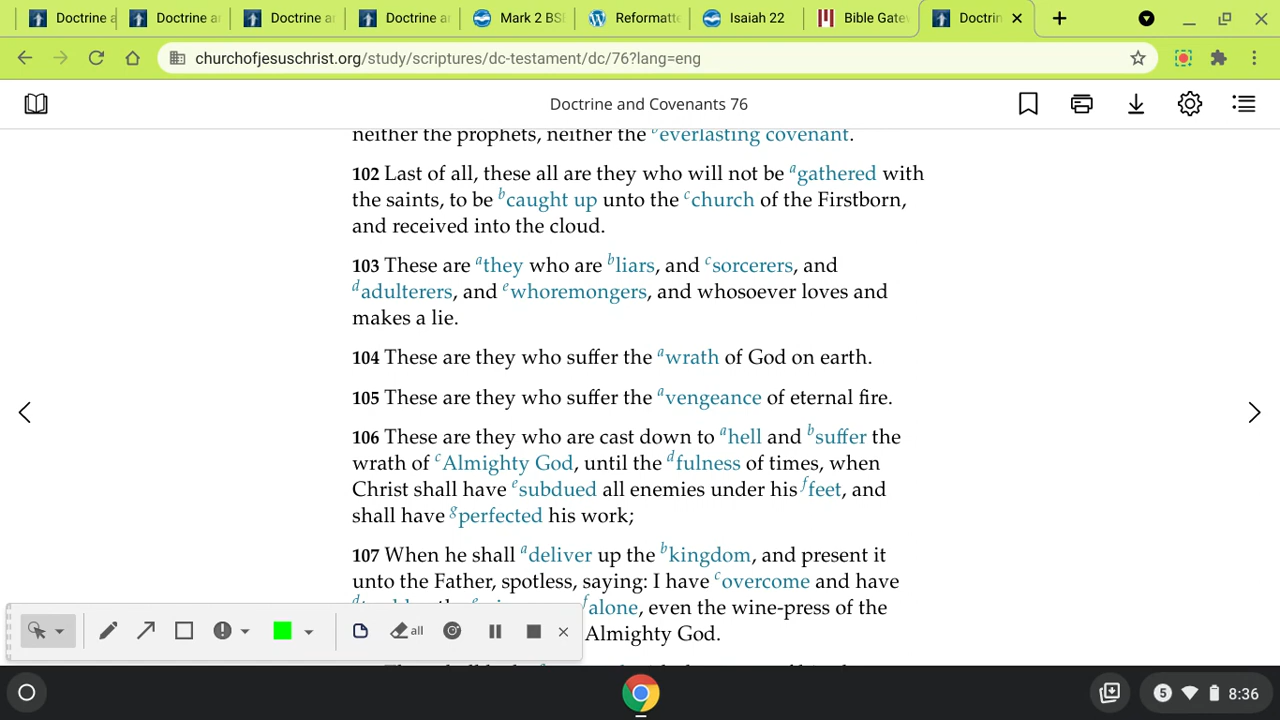 Doctrine a
Doctrine a
Doctrine a
Doctrine a
Mark 2 BS
Reformatte
Isaiah 22
Bible Gate
Doctrin
churchofjesuschrist.org/study/scriptures/dc-testament/dc/76?lang=eng
Doctrine and Covenants 76
neither the prophets, neither the b everlasting covenant.
102 Last of all, these all are they who will not be a gathered with
the saints, to be b caught up unto the c church of the Firstborn,
and received into the cloud.
103 These are a they who are b liars, and c sorcerers, and
d adulterers, and e whoremongers, and whosoever loves and
makes a lie.
104 These are they who suffer the a wrath of God on earth.
105 These are they who suffer the a vengeance of eternal fire.
106 These are they who are cast down to a hell and b suffer the
wrath of c Almighty God, until the d fulness of times, when
Christ shall have e subdued all enemies under his f feet, and
shall have g perfected his work;
107 When he shall a deliver up the b kingdom, and present it
unto the Father, spotless, saying: I have c overcome and have
f alone, even the wine-press of the
Almighty God.
all
5
8:36